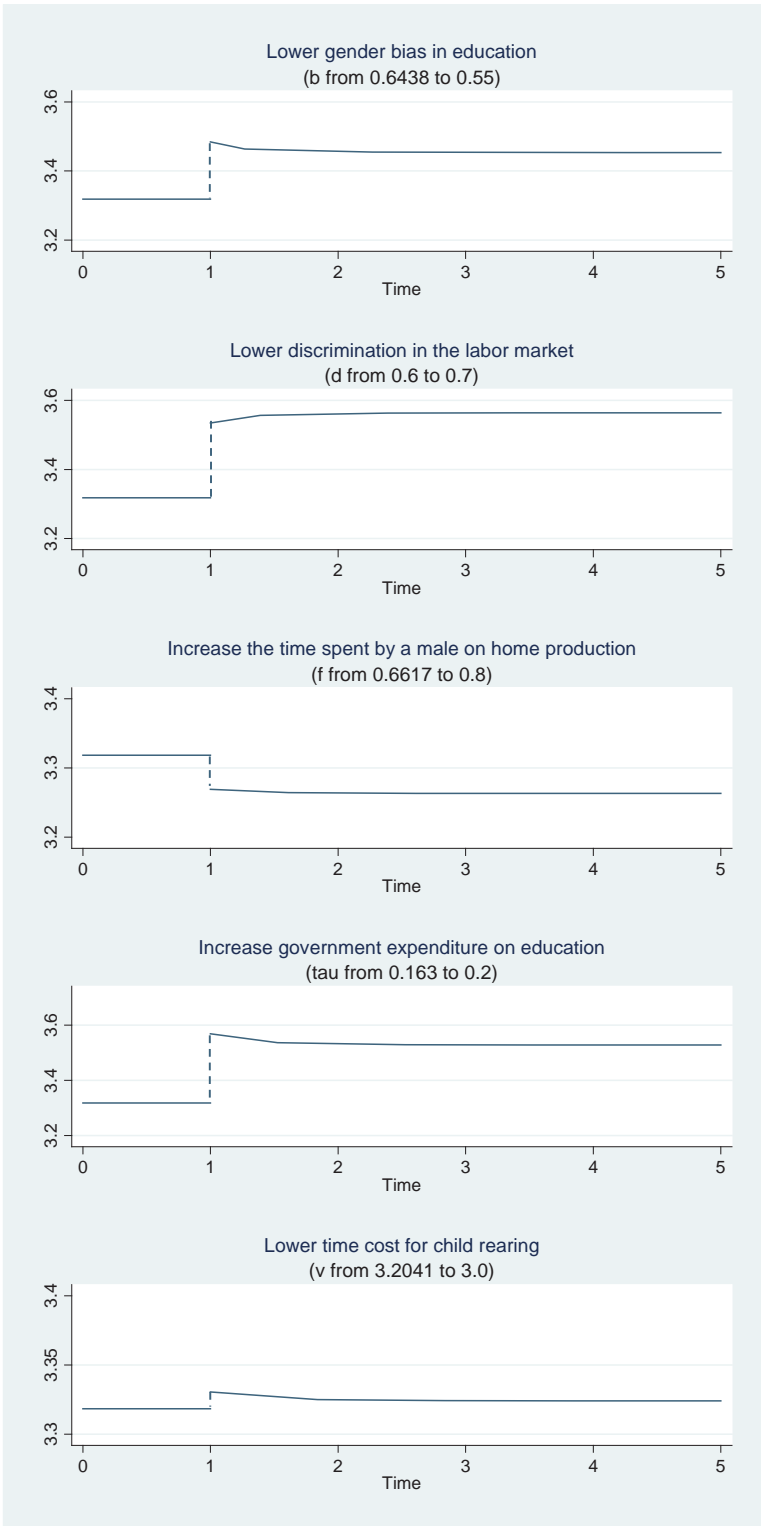 Lower gender bias in education
(b from 0.6438 to 0.55)
3.6
3.4
3.2
0 1 2 3 4 5
Time
Lower discrimination in the labor market
(d from 0.6 to 0.7)
3.6
3.4
3.2
0 1 2 3 4 5
Time
Increase the time spent by a male on home production
(f from 0.6617 to 0.8)
3.4
3.3
3.2
0 1 2 3 4 5
Time
Increase government expenditure on education
(tau from 0.163 to 0.2)
3.6
3.4
3.2
0 1 2 3 4 5
Time
Lower time cost for child rearing
(v from 3.2041 to 3.0)
3.4
3.35
3.3
0 1 2 3 4 5
Time